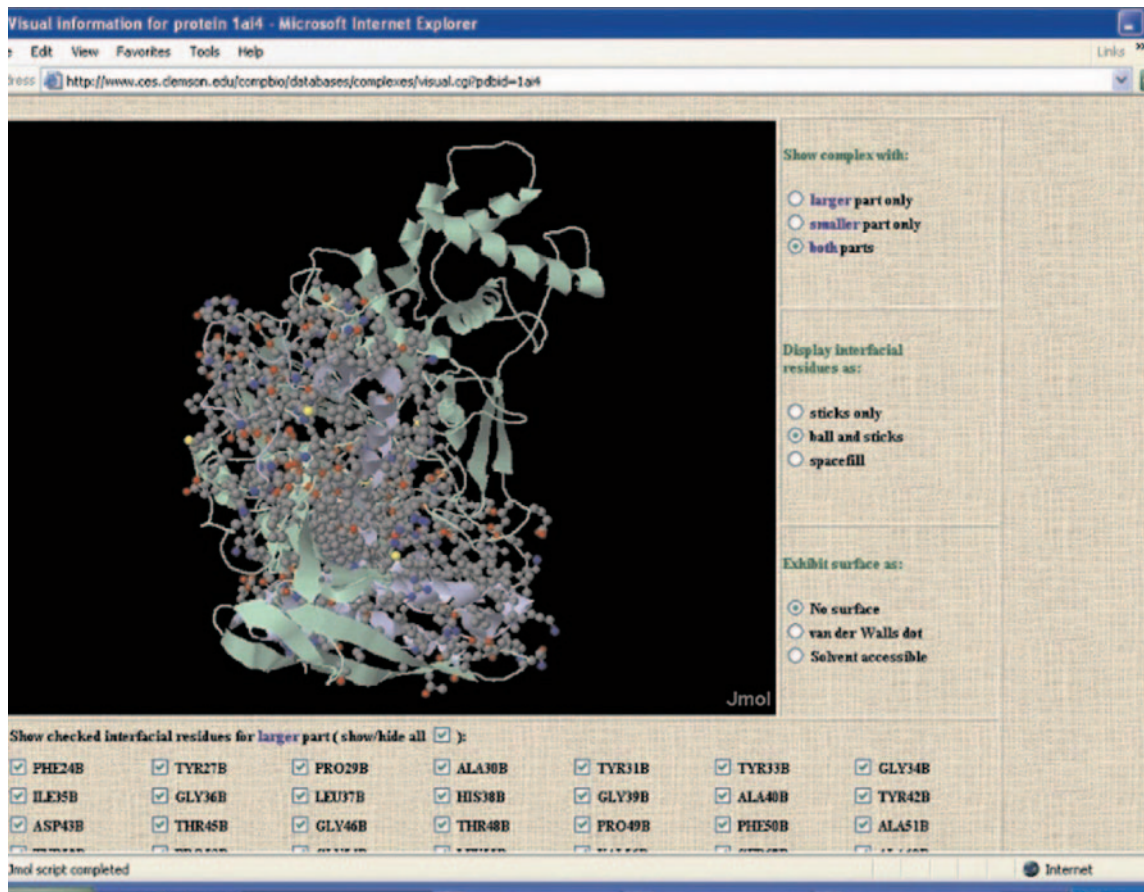 Visual information for protein 1ai4 - Microsoft Internet Explorer
Edit View Favorites Tools Help Links »
http://www.ces.clemson.edu/compbio/databases/complexes/visual.cgi?pdbid=1ai4
Show complex with:
larger part only
smaller part only
both parts
Display interfacial
residues as:
sticks only
ball and sticks
spacefill
Exhibit surface as:
No surface
van der Walls dot
Solvent accessible
Jmol
Show checked interfacial residues for larger part ( show/hide all ):
PHE24B TYR27B PRO29B ALA30B TYR31B TYR33B GLY34B
ILE35B GLY36B LEU37B HIS38B GLY39B ALA40B TYR42B
ASP43B THR45B GLY46B THR48B PRO49B PHE50B ALA51B
Jmol script completed Internet